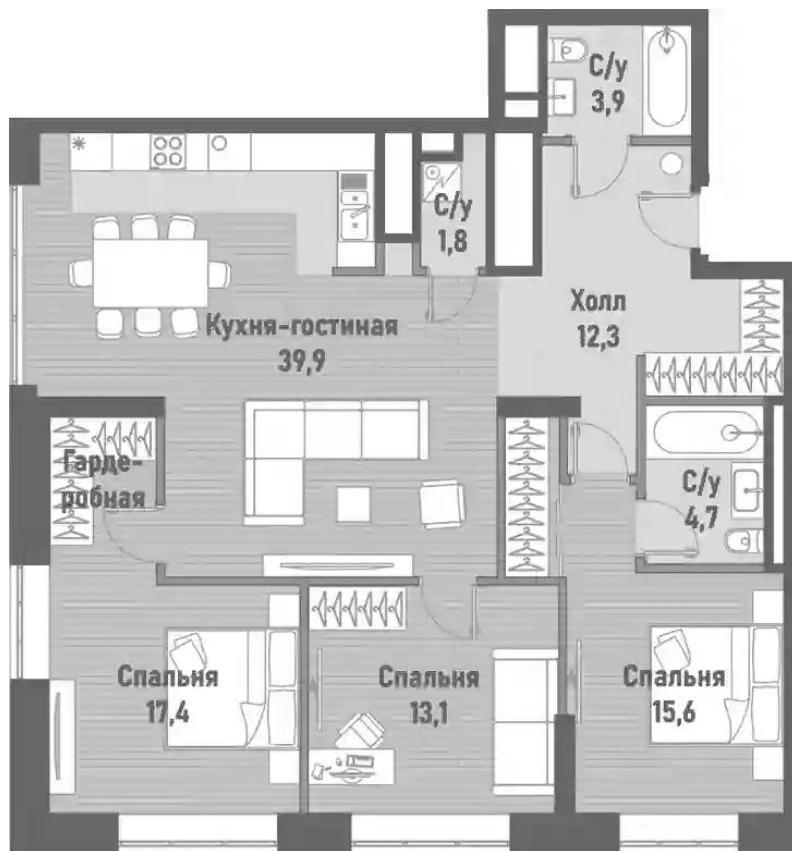 С/у
3,9
С/у
1,8
Холл
12,3
Кухня-гостиная
39,9
Гарде-
робная
С/у
4,7
Спальня
17,4
Спальня
13,1
Спальня
15,6